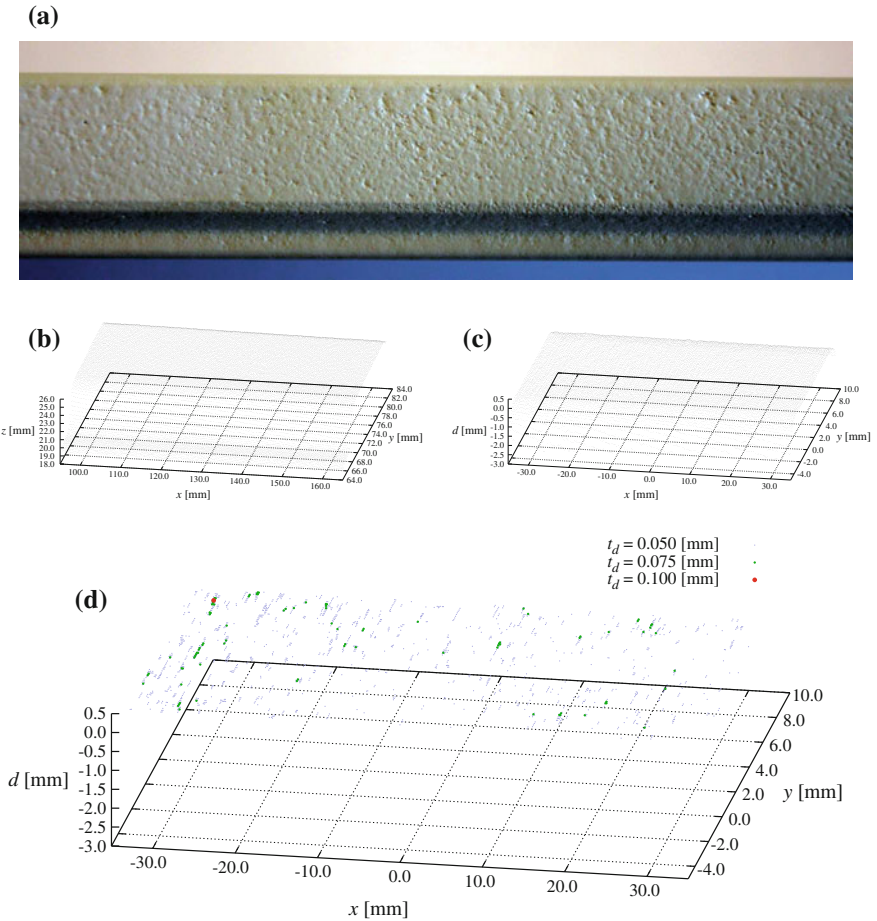 (a)
(b)
26.0
25.0
24.0
23.0
22.0
21.0
20.0
19.0
18.0
z [mm]
100.0 110.0 120.0 130.0 140.0 150.0 160.0
x [mm]
84.0
82.0
80.0
78.0
76.0
74.0
72.0
70.0
68.0
66.0
64.0
y [mm]
(c)
0.5
0.0
-0.5
-1.0
-1.5
-2.0
-2.5
-3.0
d [mm]
-30.0 -20.0 -10.0 0.0 10.0 20.0 30.0
x [mm]
10.0
8.0
6.0
4.0
2.0
0.0
-2.0
-4.0
y [mm]
t_d = 0.050 [mm]
t_d = 0.075 [mm]
t_d = 0.100 [mm]
(d)
0.5
0.0
-0.5
-1.0
-1.5
-2.0
-2.5
-3.0
d [mm]
-30.0 -20.0 -10.0 0.0 10.0 20.0 30.0
x [mm]
10.0
8.0
6.0
4.0
2.0
0.0
-2.0
-4.0
y [mm]